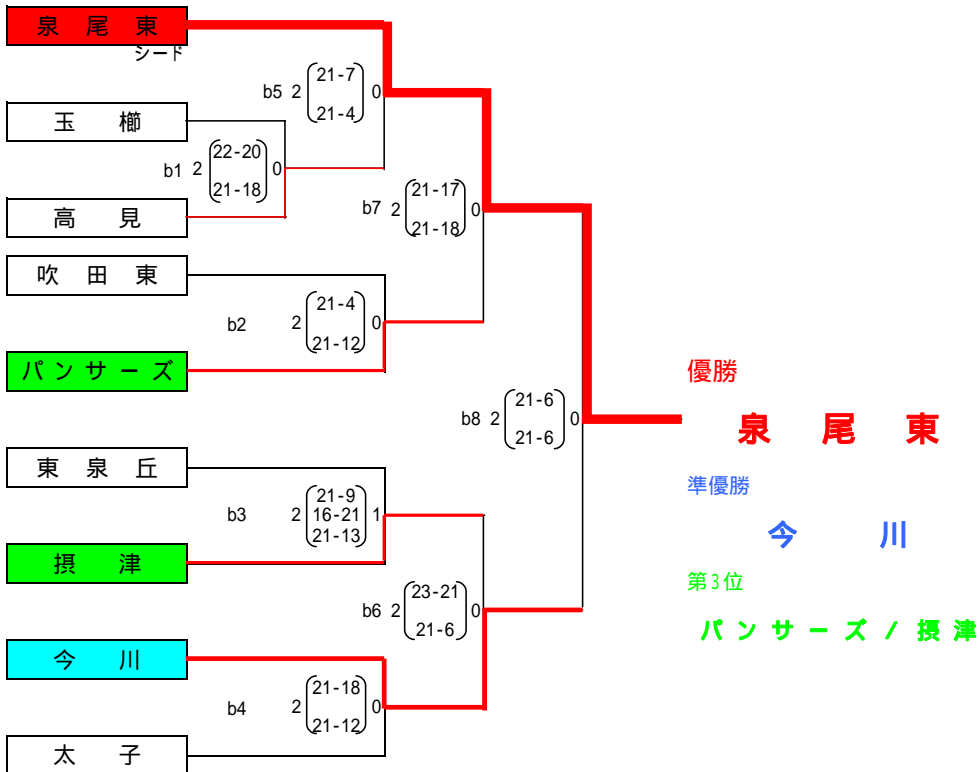 泉尾東
シード
b5 2 21-7 0
21-4
玉櫛
b1 2 22-20 0
21-18
高見
b7 2 21-17 0
21-18
吹田東
b2 2 21-4 0
21-12
パンサーズ
優勝
b8 2 21-6 0
21-6
泉尾東
東泉丘
準優勝
b3 2 21-9 1
16-21
21-13
今川
摂津
第3位
b6 2 23-21 0
21-6
パンサーズ / 摂津
今川
b4 2 21-18 0
21-12
太子